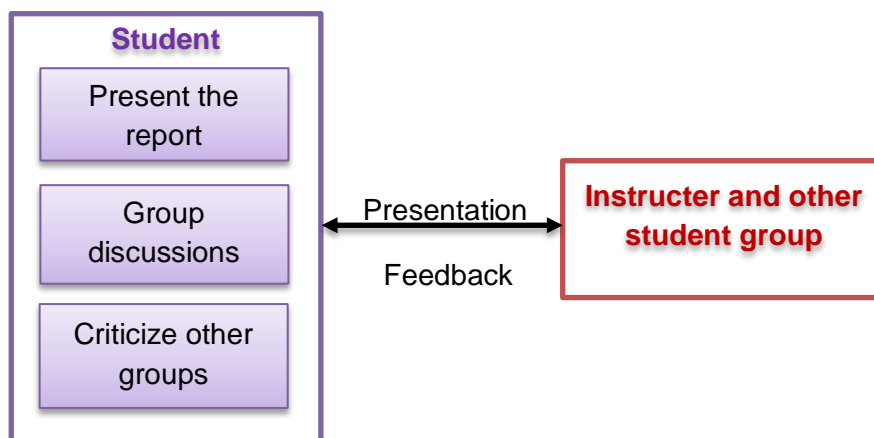 Student
Present the
report
Group
discussions
Criticize other
groups
Presentation
Feedback
Instructer and other
student group